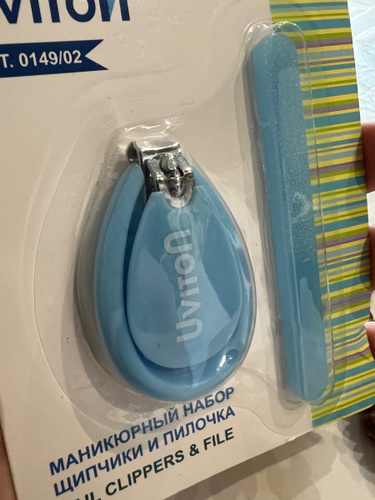 Uviton
T. 0149/02
Uviton
МАНИКЮРНЫЙ НАБОР
ЩИПЧИКИ И ПИЛОЧКА
CLIPPERS & FILE